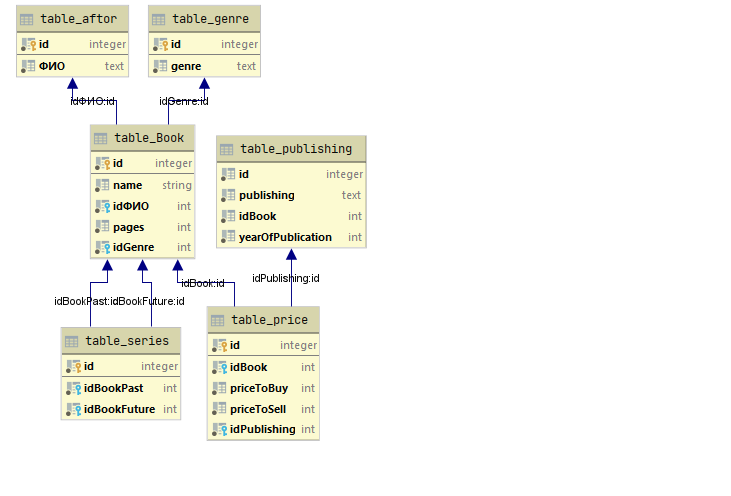 table_aftor
id integer
ФИО text
table_genre
id integer
genre text
idФИО:id
idGenre:id
table_Book
id integer
name string
idФИО int
pages int
idGenre int
table_publishing
id integer
publishing text
idBook int
yearOfPublication int
idBookPast:idBookFuture:id
idBook:id
idPublishing:id
table_series
id integer
idBookPast int
idBookFuture int
table_price
id integer
idBook int
priceToBuy int
priceToSell int
idPublishing int